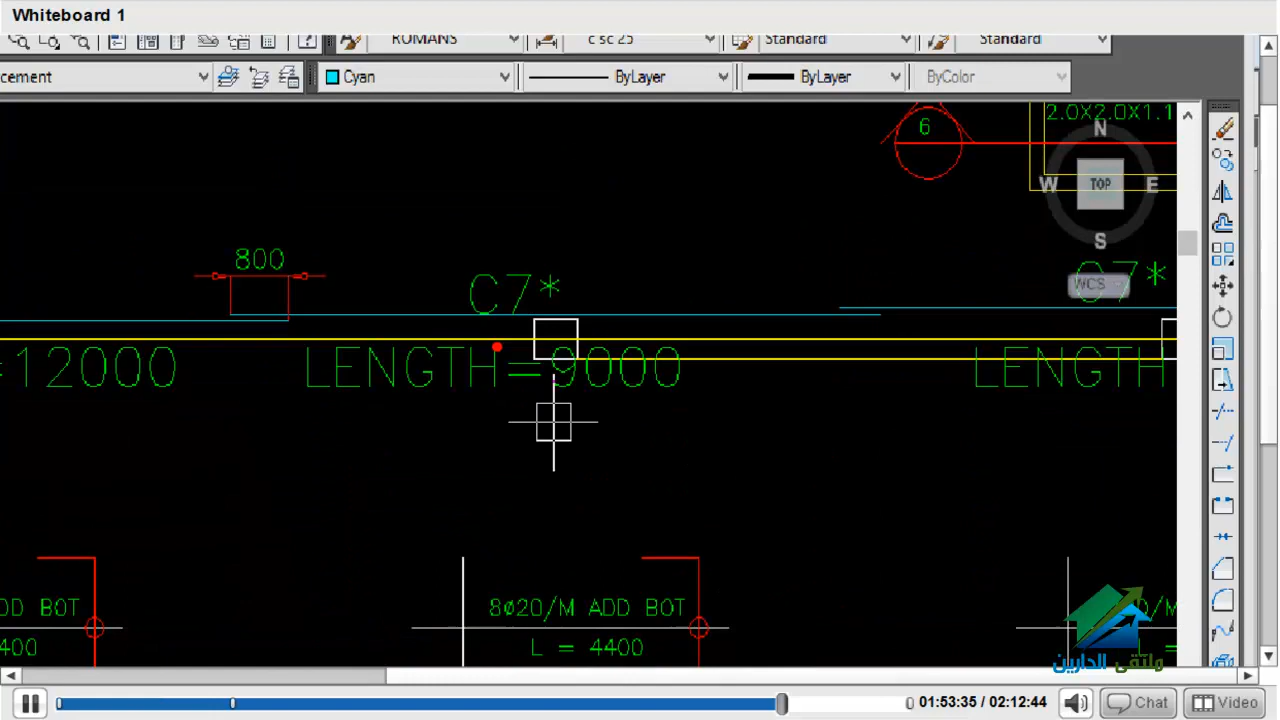 Whiteboard 1
ROMANS
c sc 25
Standard
Standard
cement
Cyan
ByLayer
ByLayer
ByColor
2.0X2.0X1.1
6
N
W TOP E
S
WCS
800
C7*
C7*
=12000
LENGTH=9000
LENGTH
DD BOT
8ø20/M ADD BOT
/M
400
L = 4400
L =
ملتقى الدارين
01:53:35 / 02:12:44
Chat
Video